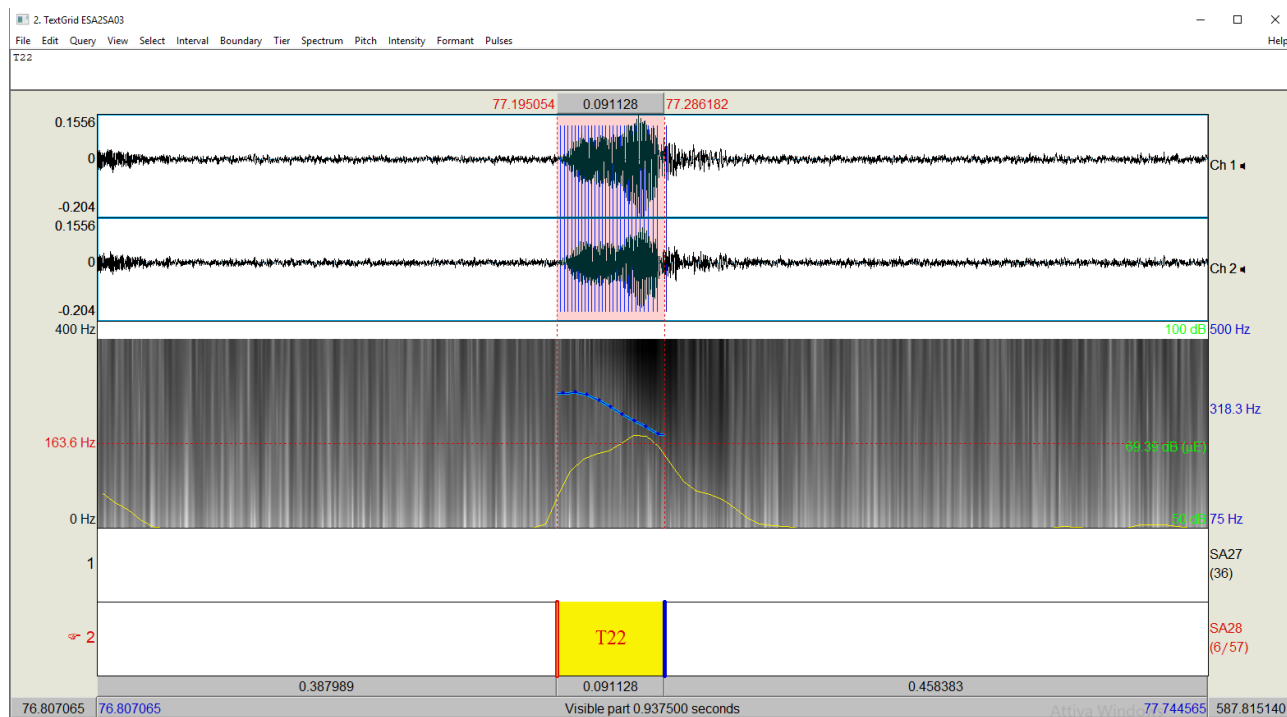 2. TextGrid ESA2SA03
File Edit Query View Select Interval Boundary Tier Spectrum Pitch Intensity Formant Pulses Help
T22
77.195054 0.091128 77.286182
0.1556
0 Ch 1
-0.204
0.1556
0 Ch 2
-0.204
400 Hz 100 dB 500 Hz
318.3 Hz
163.6 Hz 69.39 dB (µE)
0 Hz 50 dB 75 Hz
1 SA27
(36)
2 T22 SA28
(6/57)
0.387989 0.091128 0.458383
76.807065 76.807065 Visible part 0.937500 seconds Attiva Windows 77.744565 587.815140